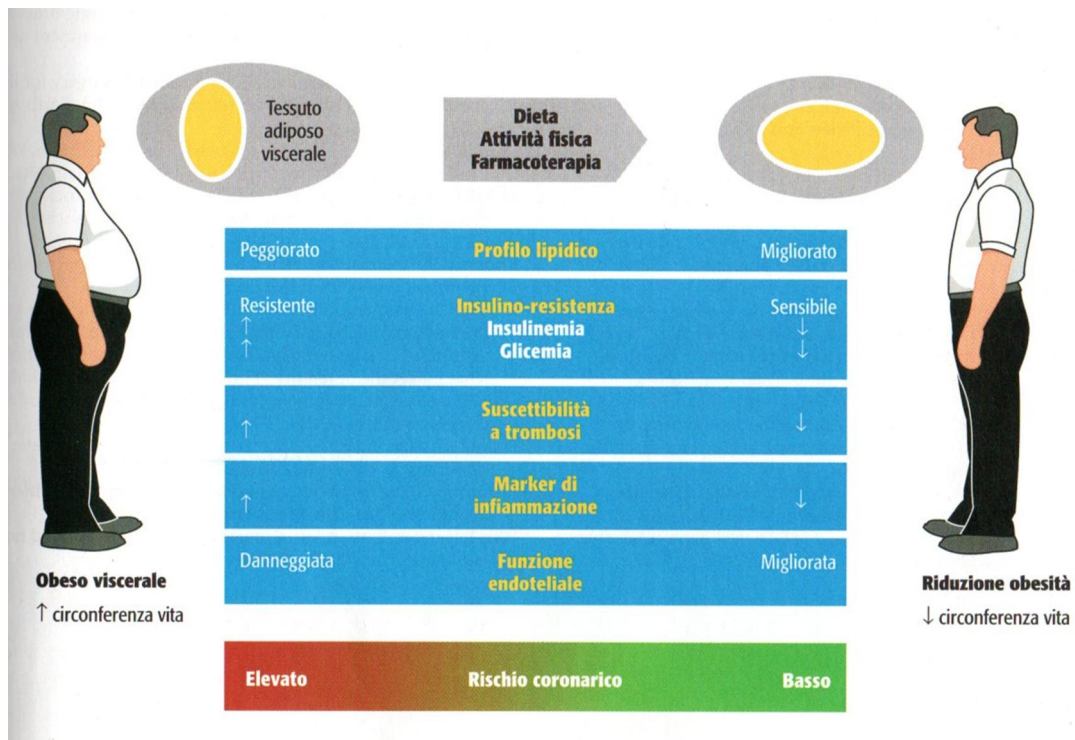 Tessuto
adiposo
viscerale
Dieta
Attività fisica
Farmacoterapia
Peggiorato Profilo lipidico Migliorato
Resistente Insulino-resistenza Sensibile
↑ Insulinemia ↓
↑ Glicemia ↓
Suscettibilità
↑ a trombosi ↓
Marker di
↑ infiammazione ↓
Danneggiata Funzione Migliorata
endoteliale
Obeso viscerale
↑ circonferenza vita
Riduzione obesità
↓ circonferenza vita
Elevato Rischio coronarico Basso